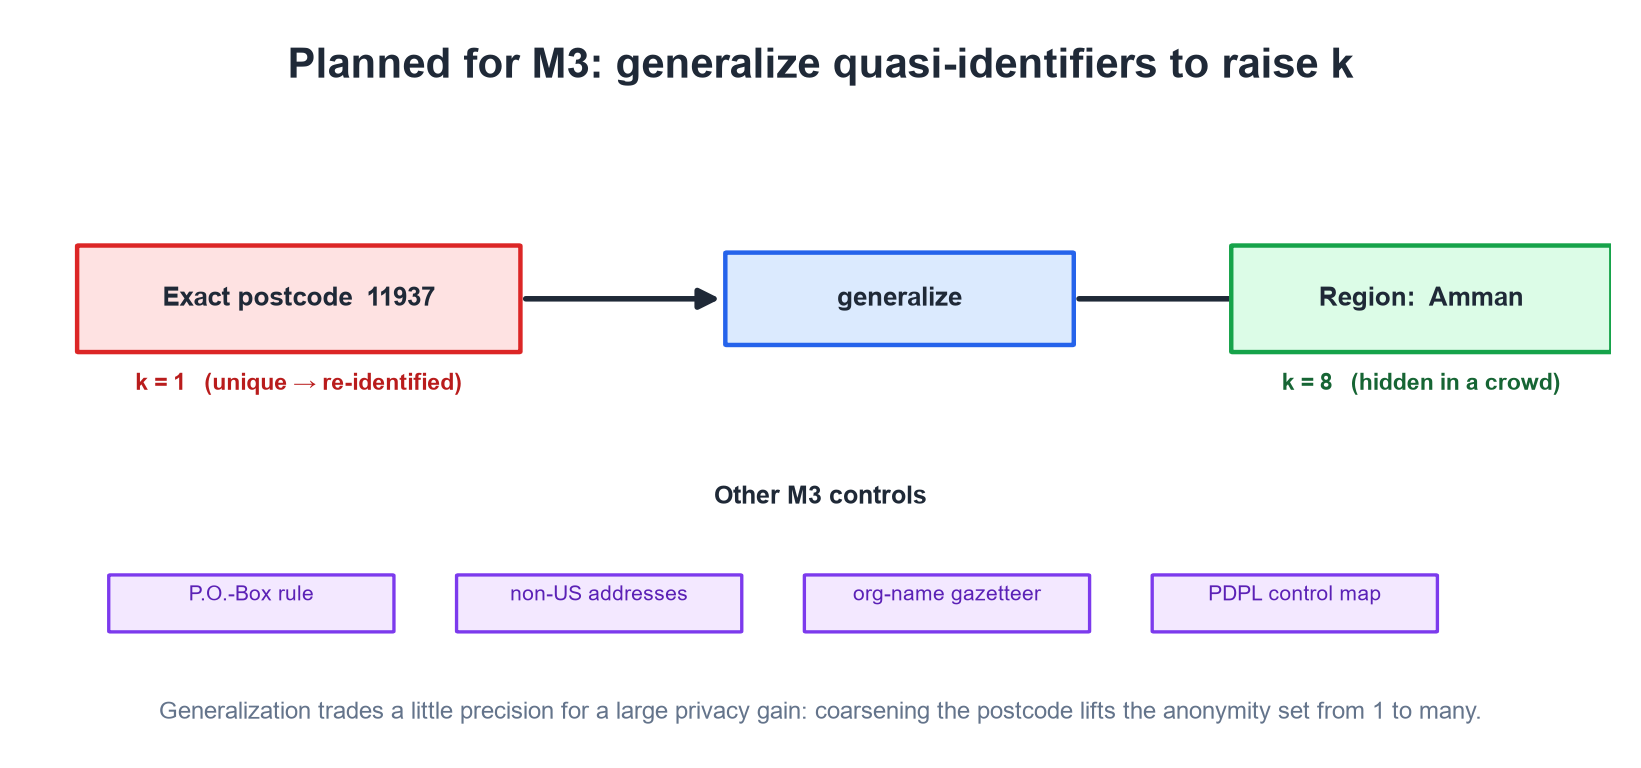 Planned for M3: generalize quasi-identifiers to raise k
Exact postcode 11937
generalize
Region: Amman
k = 1 (unique → re-identified)
k = 8 (hidden in a crowd)
Other M3 controls
P.O.-Box rule
non-US addresses
org-name gazetteer
PDPL control map
Generalization trades a little precision for a large privacy gain: coarsening the postcode lifts the anonymity set from 1 to many.